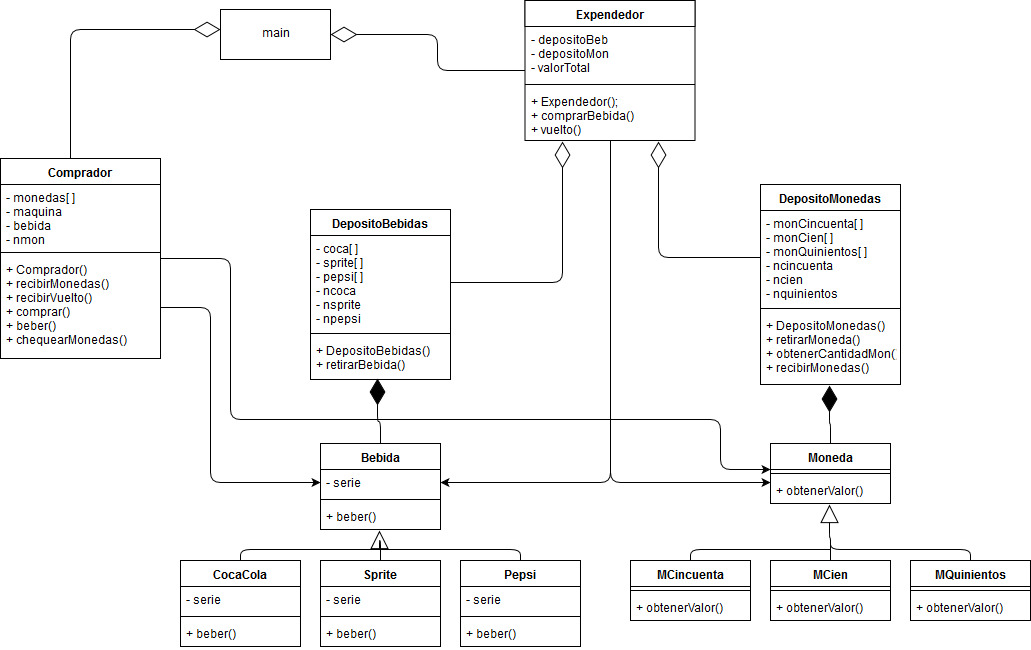 main
Expendedor
- depositoBeb
- depositoMon
- valorTotal
+ Expendedor();
+ comprarBebida()
+ vuelto()
Comprador
- monedas[ ]
- maquina
- bebida
- nmon
+ Comprador()
+ recibirMonedas()
+ recibirVuelto()
+ comprar()
+ beber()
+ chequearMonedas()
DepositoBebidas
- coca[ ]
- sprite[ ]
- pepsi[ ]
- ncoca
- nsprite
- npepsi
+ DepositoBebidas()
+ retirarBebida()
DepositoMonedas
- monCincuenta[ ]
- monCien[ ]
- monQuinientos[ ]
- ncincuenta
- ncien
- nquinientos
+ DepositoMonedas()
+ retirarMoneda()
+ obtenerCantidadMon(
+ recibirMonedas()
Bebida
- serie
+ beber()
Moneda
+ obtenerValor()
CocaCola
- serie
+ beber()
Sprite
- serie
+ beber()
Pepsi
- serie
+ beber()
MCincuenta
+ obtenerValor()
MCien
+ obtenerValor()
MQuinientos
+ obtenerValor()